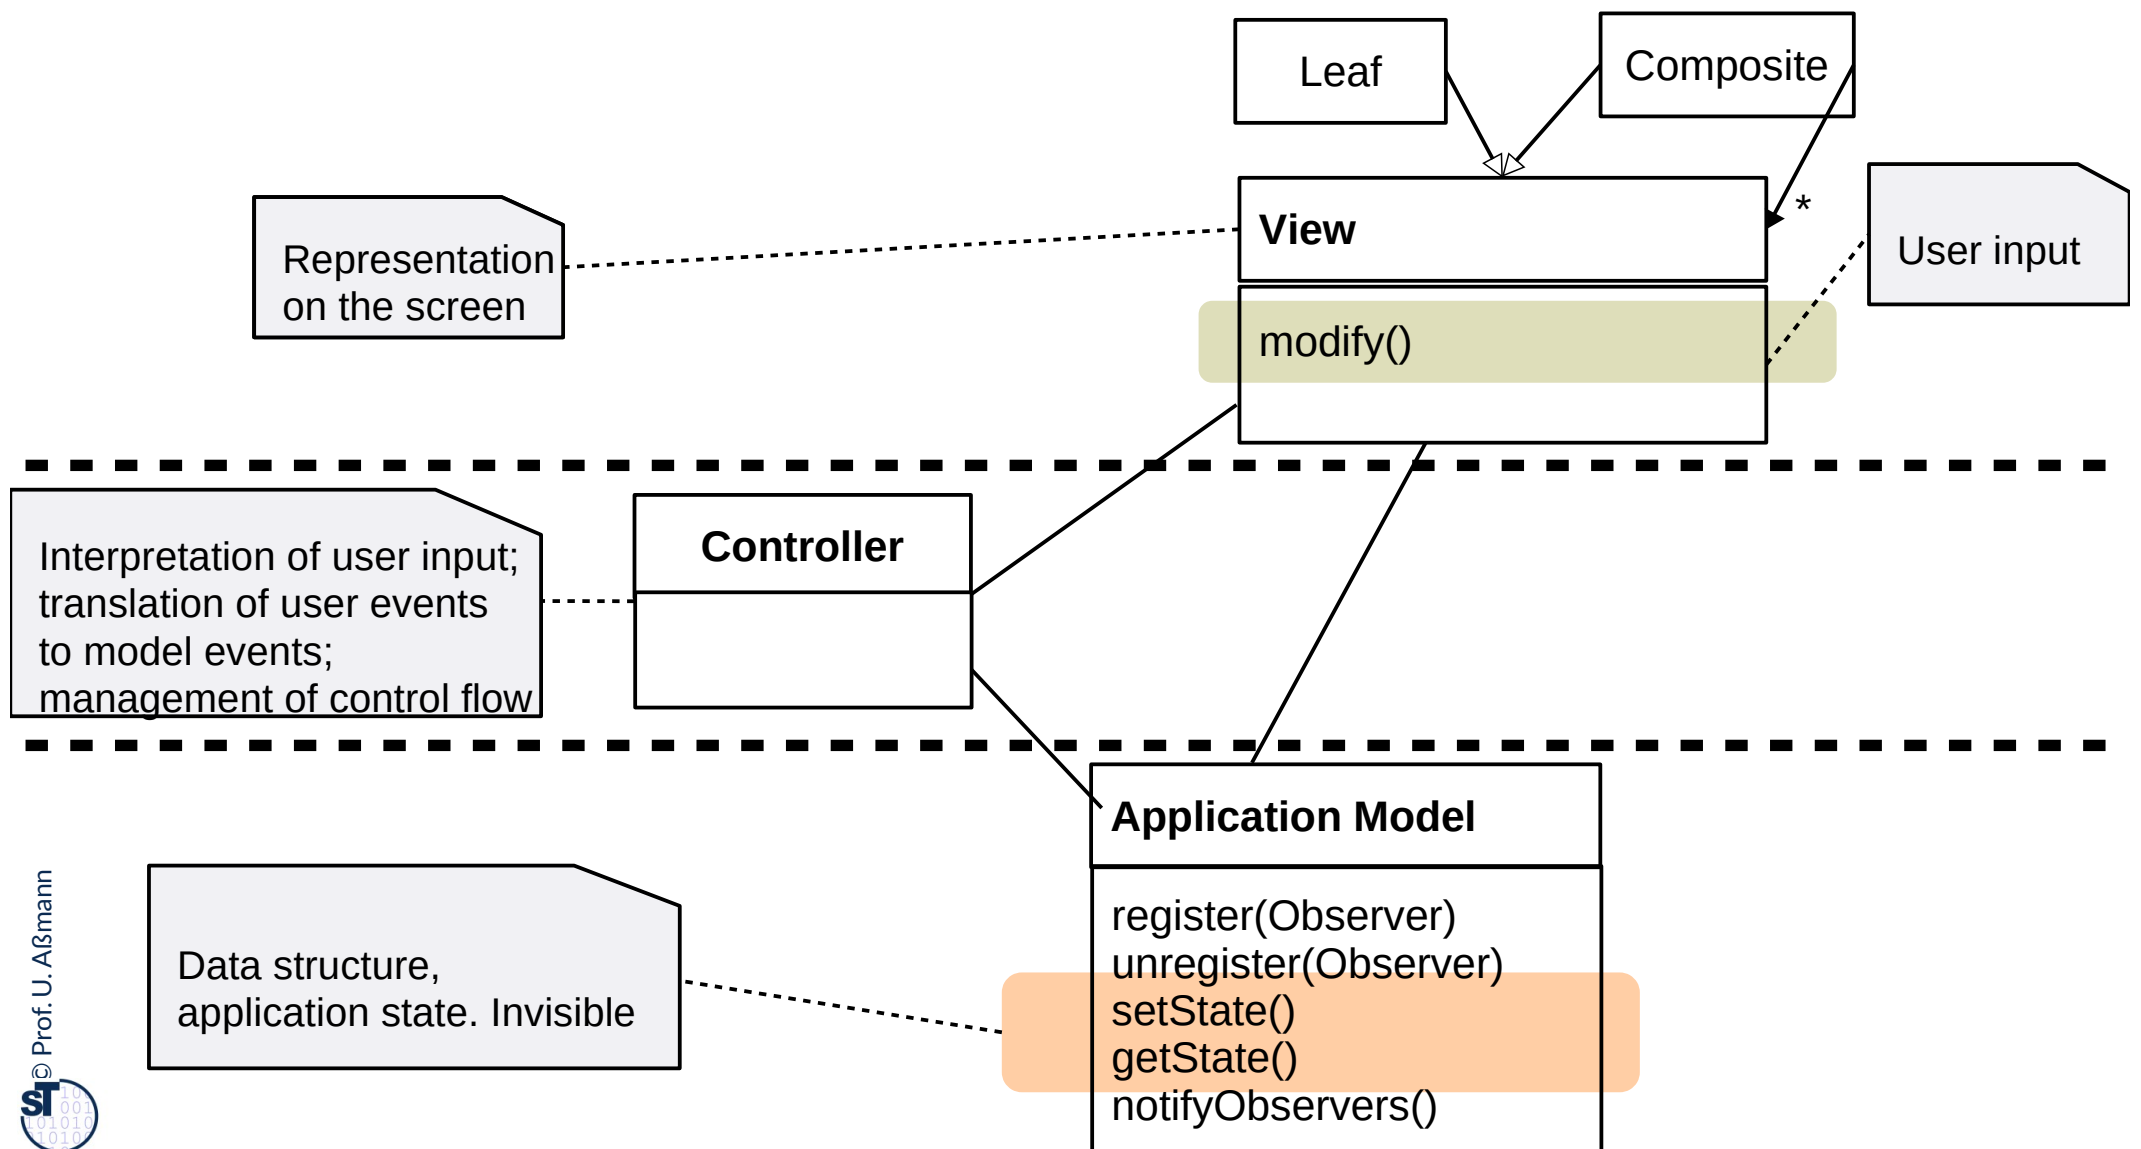 Leaf
Composite
View
*
Representation
on the screen
User input
modify()
Controller
Interpretation of user input;
translation of user events
to model events;
management of control flow
Application Model
register(Observer)
unregister(Observer)
setState()
getState()
notifyObservers()
Data structure,
application state. Invisible
© Prof. U. Aßmann
ST